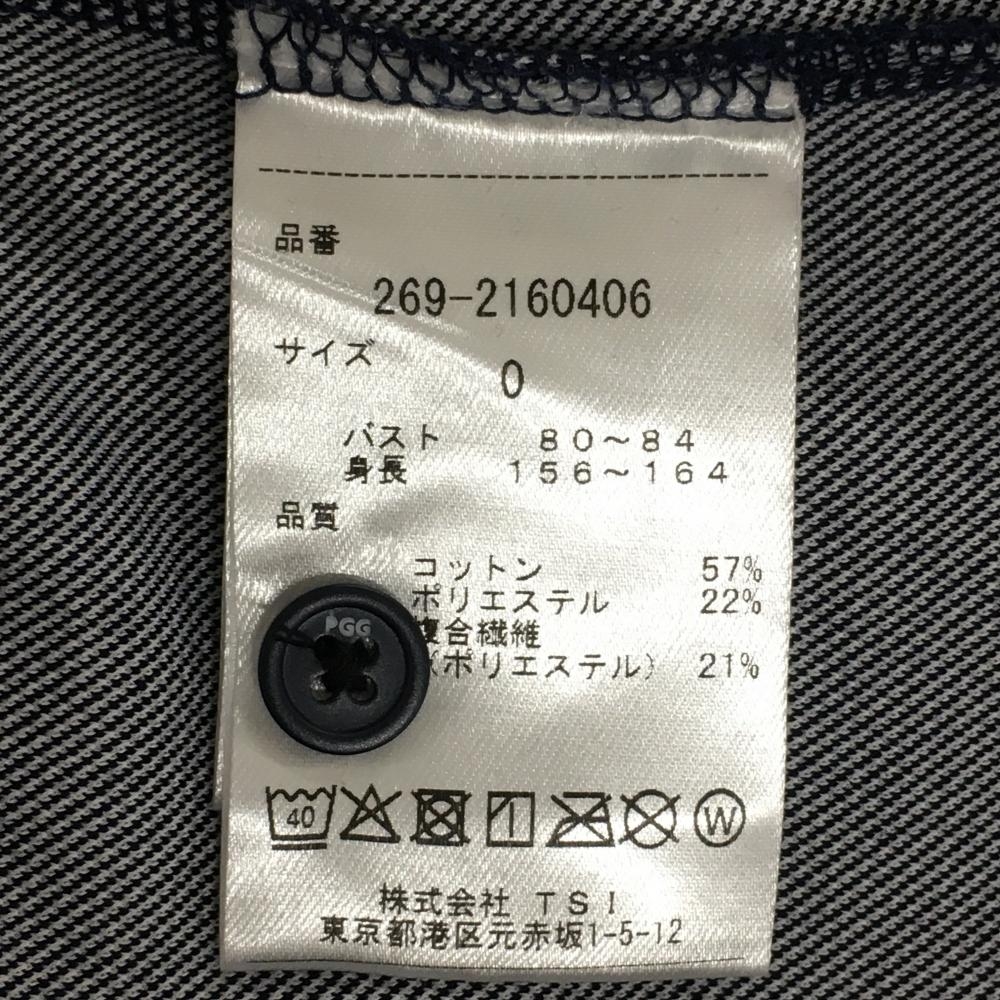 品番
269-2160406
サイズ
0
バスト 80～84
身長 156～164
品質
コットン 57%
ポリエステル 22%
複合繊維
(ポリエステル) 21%
PGG
40
W
株式会社 TSI
東京都港区元赤坂1-5-12